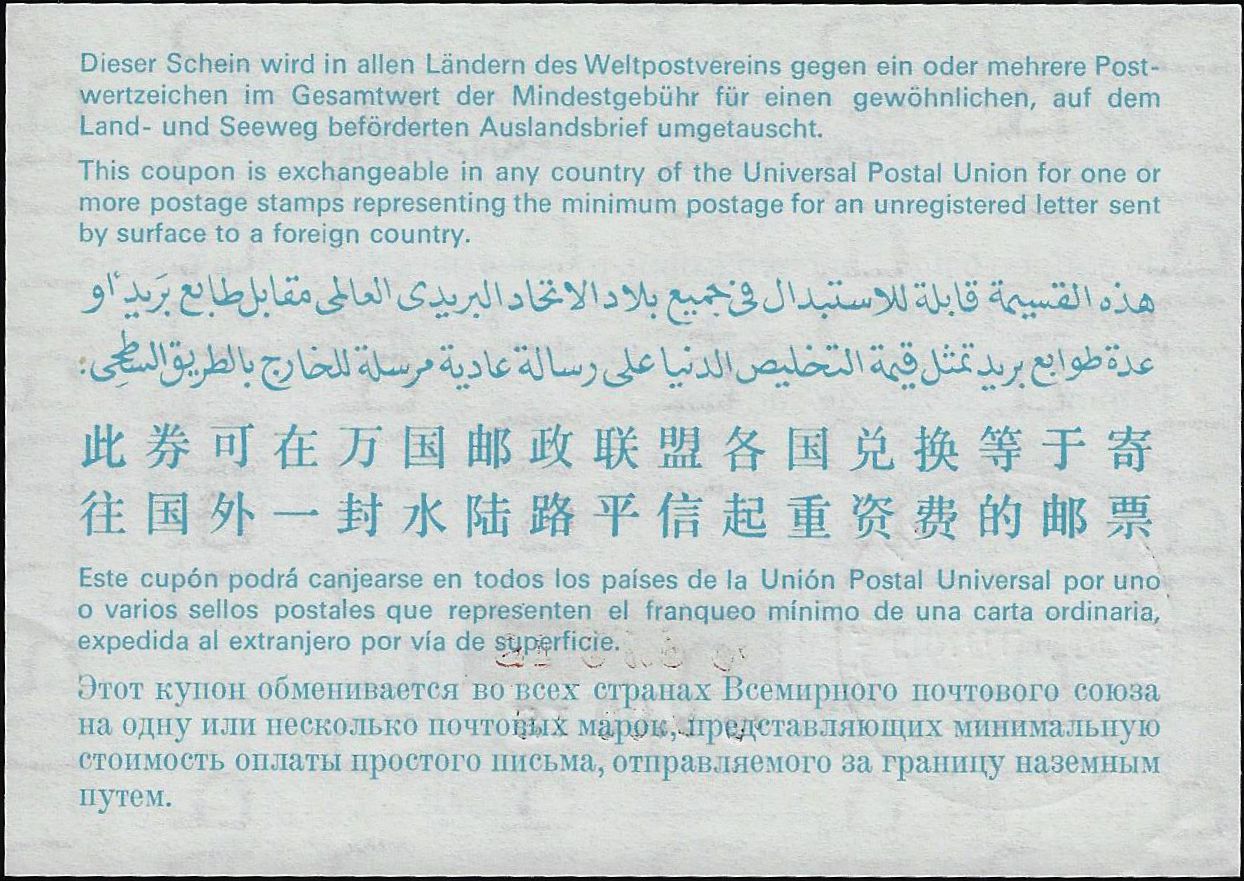 Dieser Schein wird in allen Ländern des Weltpostvereins gegen ein oder mehrere Post-
wertzeichen im Gesamtwert der Mindestgebühr für einen gewöhnlichen, auf dem
Land- und Seeweg beförderten Auslandsbrief umgetauscht.
This coupon is exchangeable in any country of the Universal Postal Union for one or
more postage stamps representing the minimum postage for an unregistered letter sent
by surface to a foreign country.
هذه القسيمة قابلة للاستبدال فى جميع بلاد الاتحاد البريدى العالمى مقابل طابع بَريد أو
عدة طوابع بريد تمثل قيمة التخليص الدنيا على رسالة عادية مرسلة للخارج بالطريق السطحِى:
此券可在万国邮政联盟各国兑换等于寄
往国外一封水陆路平信起重资费的邮票
Este cupón podrá canjearse en todos los países de la Unión Postal Universal por uno
o varios sellos postales que representen el franqueo mínimo de una carta ordinaria,
expedida al extranjero por vía de superficie.
Этот купон обменивается во всех странах Всемирного почтового союза
на одну или несколько почтовых марок, представляющих минимальную
стоимость оплаты простого письма, отправляемого за границу наземным
путем.